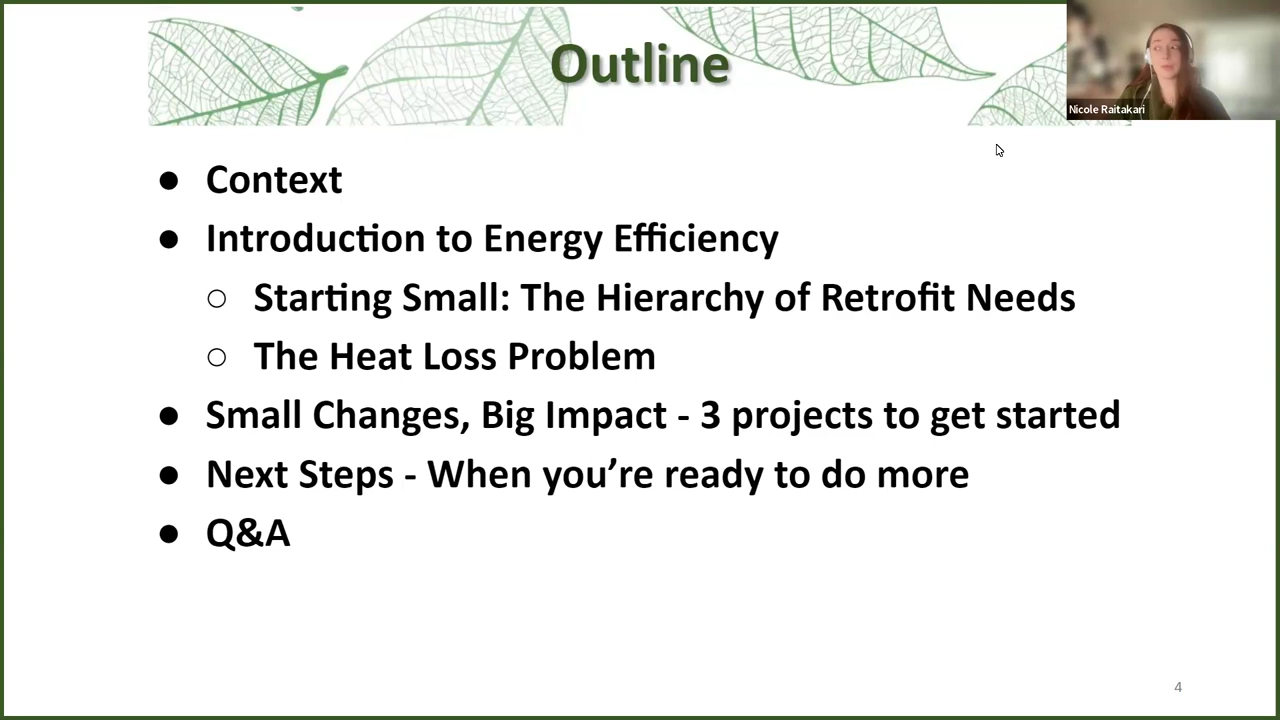 Outline
Nicole Raitakari
● Context
● Introduction to Energy Efficiency
○ Starting Small: The Hierarchy of Retrofit Needs
○ The Heat Loss Problem
● Small Changes, Big Impact - 3 projects to get started
● Next Steps - When you’re ready to do more
● Q&A
4